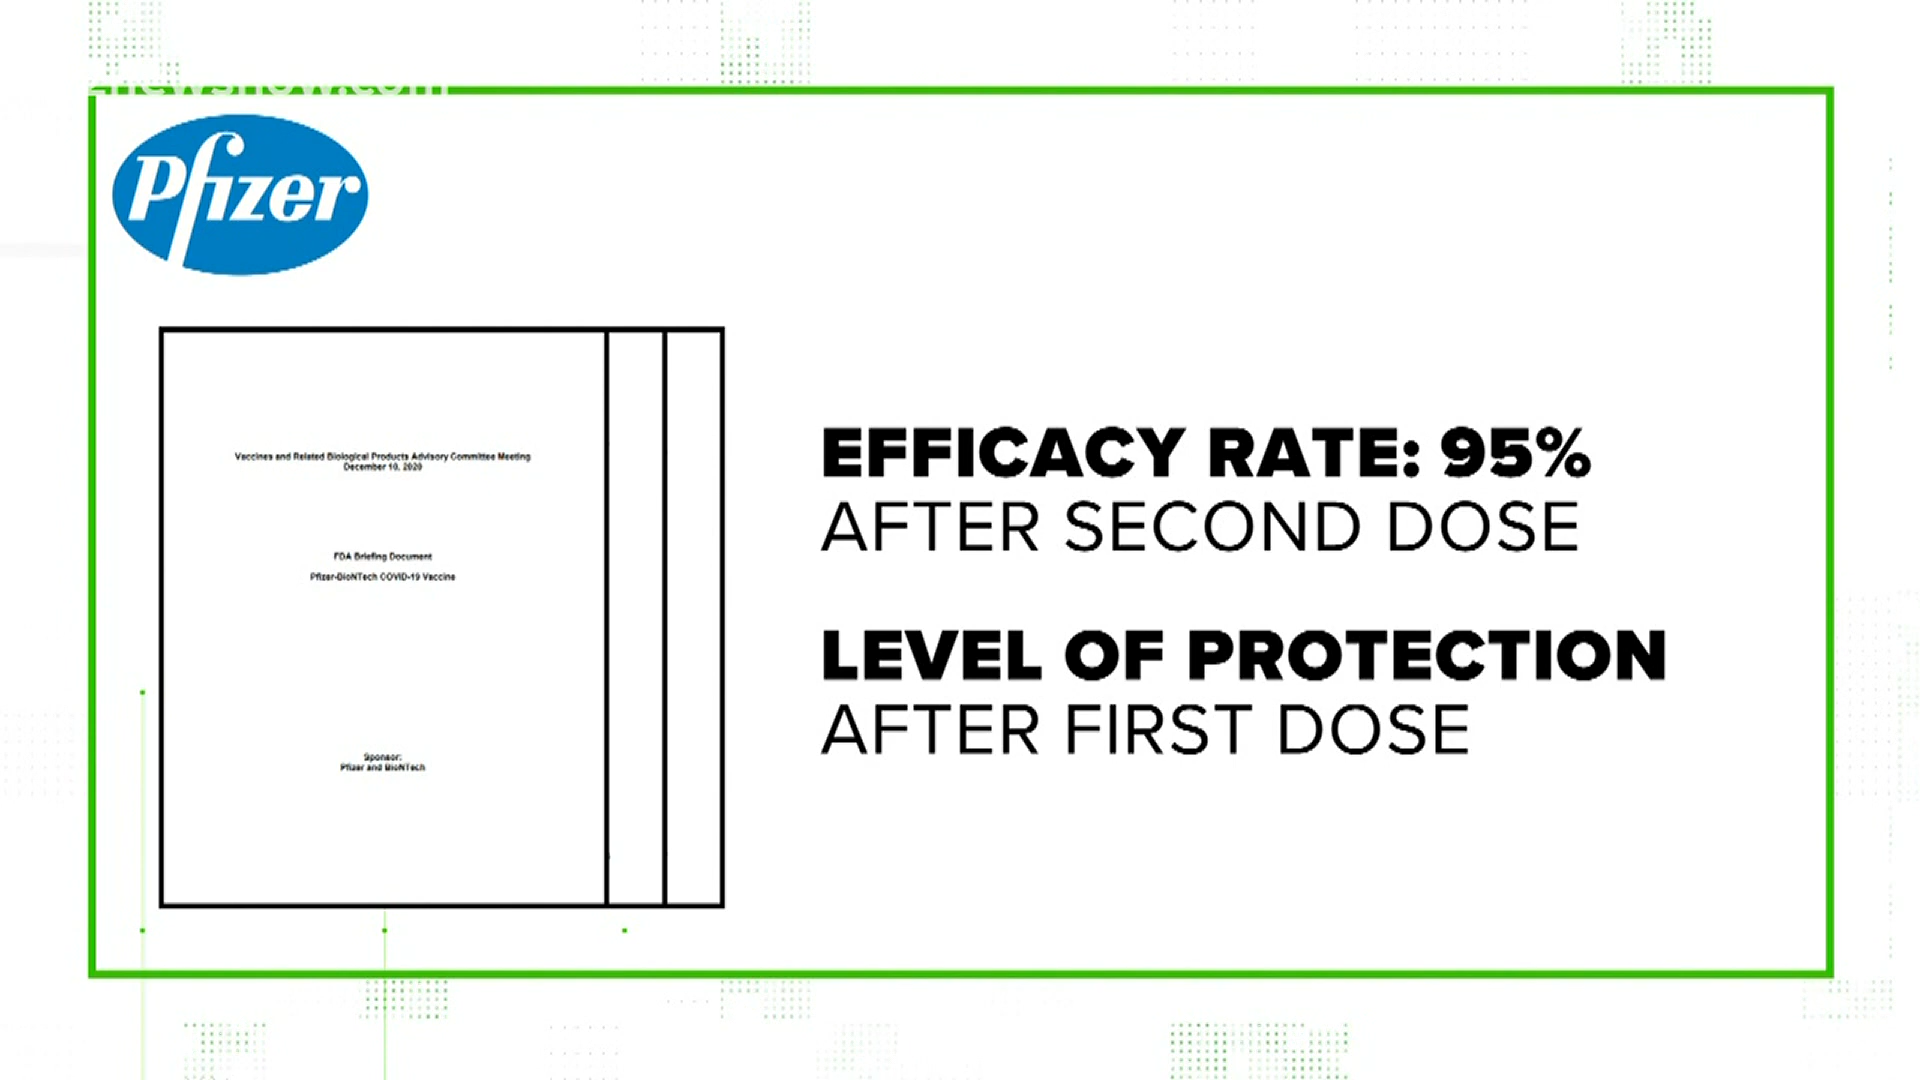 Pfizer
Vaccines and Related Biological Products Advisory Committee Meeting
December 10, 2020
FDA Briefing Document
Pfizer-BioNTech COVID-19 Vaccine
Sponsor:
Pfizer and BioNTech
EFFICACY RATE: 95%
AFTER SECOND DOSE
LEVEL OF PROTECTION
AFTER FIRST DOSE